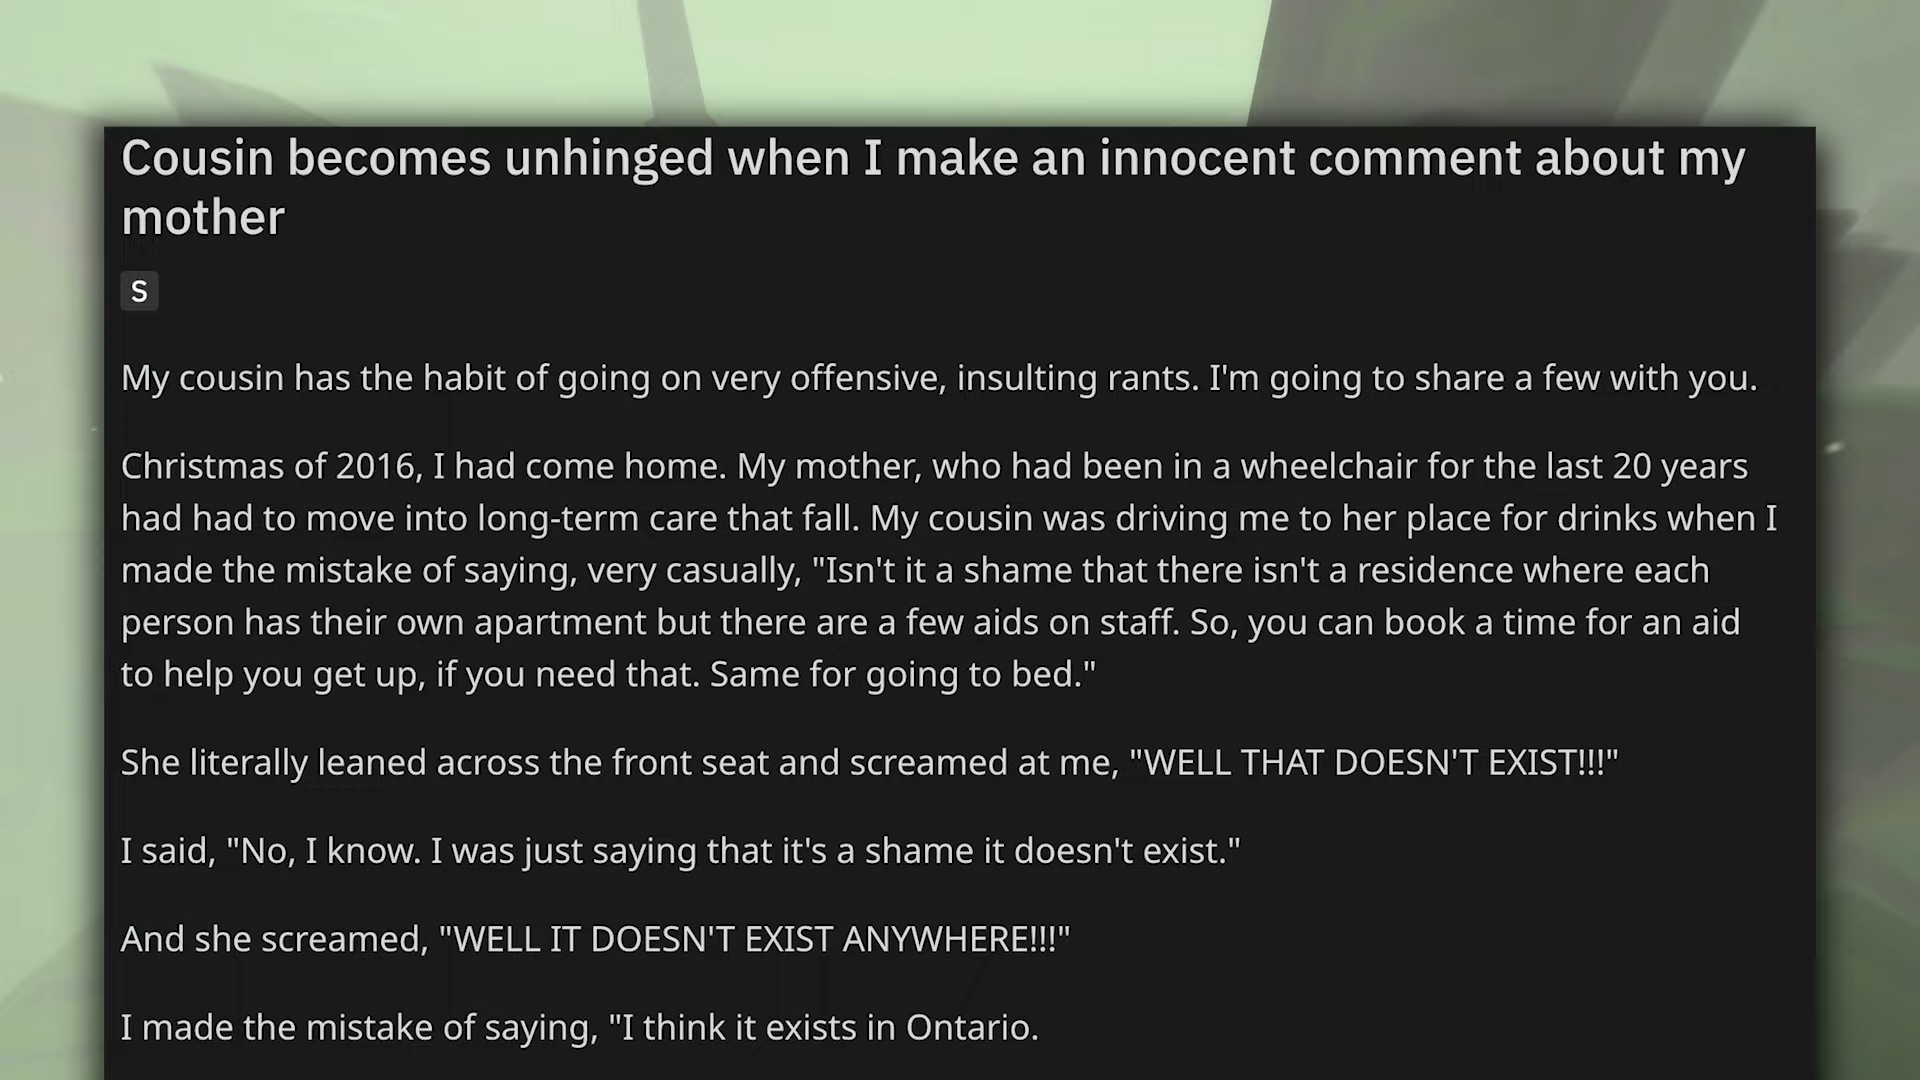 Cousin becomes unhinged when I make an innocent comment about my
mother
S
My cousin has the habit of going on very offensive, insulting rants. I'm going to share a few with you.
Christmas of 2016, I had come home. My mother, who had been in a wheelchair for the last 20 years
had had to move into long-term care that fall. My cousin was driving me to her place for drinks when I
made the mistake of saying, very casually, "Isn't it a shame that there isn't a residence where each
person has their own apartment but there are a few aids on staff. So, you can book a time for an aid
to help you get up, if you need that. Same for going to bed."
She literally leaned across the front seat and screamed at me, "WELL THAT DOESN'T EXIST!!!"
I said, "No, I know. I was just saying that it's a shame it doesn't exist."
And she screamed, "WELL IT DOESN'T EXIST ANYWHERE!!!"
I made the mistake of saying, "I think it exists in Ontario.